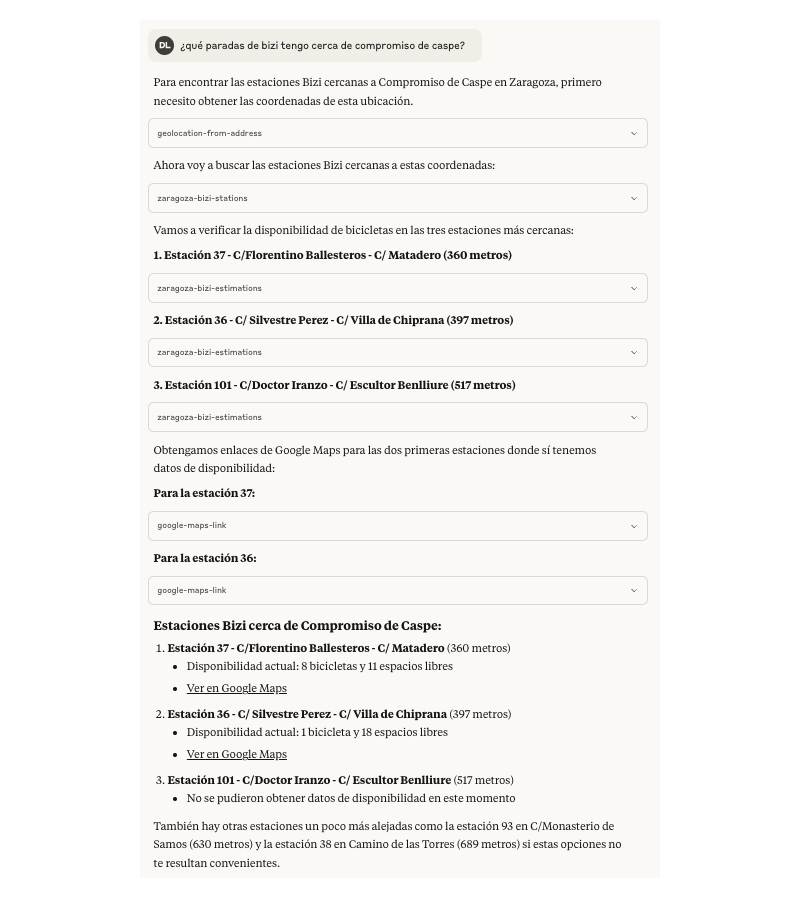 DL ¿qué paradas de bizi tengo cerca de compromiso de caspe?
Para encontrar las estaciones Bizi cercanas a Compromiso de Caspe en Zaragoza, primero
necesito obtener las coordenadas de esta ubicación.
geolocation-from-address
Ahora voy a buscar las estaciones Bizi cercanas a estas coordenadas:
zaragoza-bizi-stations
Vamos a verificar la disponibilidad de bicicletas en las tres estaciones más cercanas:
1. Estación 37 - C/Florentino Ballesteros - C/ Matadero (360 metros)
zaragoza-bizi-estimations
2. Estación 36 - C/ Silvestre Perez - C/ Villa de Chiprana (397 metros)
zaragoza-bizi-estimations
3. Estación 101 - C/Doctor Iranzo - C/ Escultor Benlliure (517 metros)
zaragoza-bizi-estimations
Obtengamos enlaces de Google Maps para las dos primeras estaciones donde sí tenemos
datos de disponibilidad:
Para la estación 37:
google-maps-link
Para la estación 36:
google-maps-link
Estaciones Bizi cerca de Compromiso de Caspe:
1. Estación 37 - C/Florentino Ballesteros - C/ Matadero (360 metros)
• Disponibilidad actual: 8 bicicletas y 11 espacios libres
• Ver en Google Maps
2. Estación 36 - C/ Silvestre Perez - C/ Villa de Chiprana (397 metros)
• Disponibilidad actual: 1 bicicleta y 18 espacios libres
• Ver en Google Maps
3. Estación 101 - C/Doctor Iranzo - C/ Escultor Benlliure (517 metros)
• No se pudieron obtener datos de disponibilidad en este momento
También hay otras estaciones un poco más alejadas como la estación 93 en C/Monasterio de
Samos (630 metros) y la estación 38 en Camino de las Torres (689 metros) si estas opciones no
te resultan convenientes.